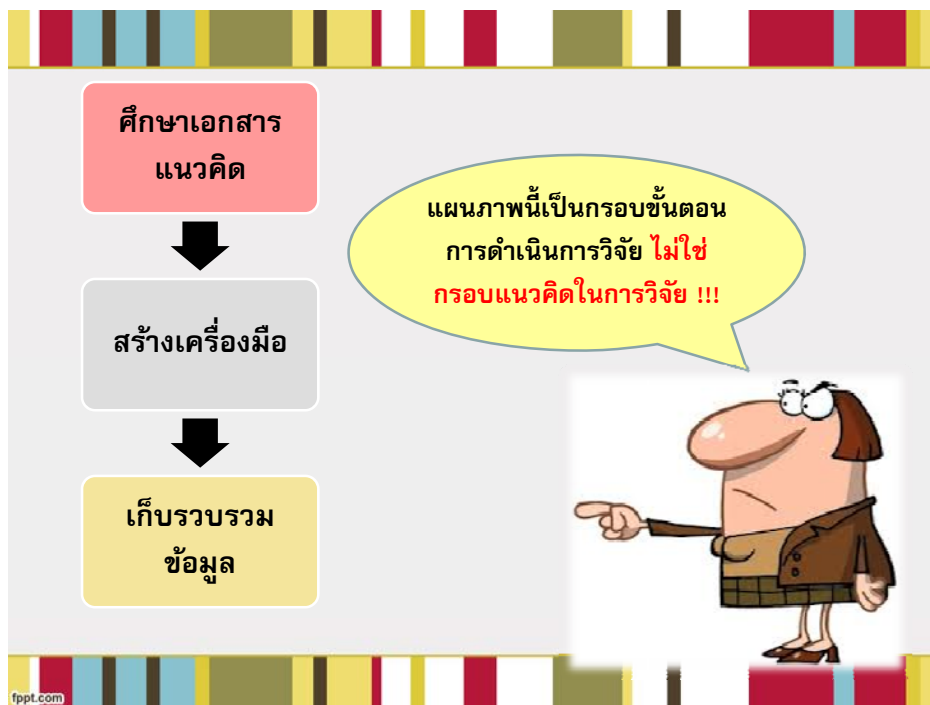 ศึกษาเอกสาร
แนวคิด
สร้างเครื่องมือ
เก็บรวบรวม
ข้อมูล
แผนภาพนี้เป็นกรอบขั้นตอน
การดำเนินการวิจัย ไม่ใช่
กรอบแนวคิดในการวิจัย !!!
fppt.com